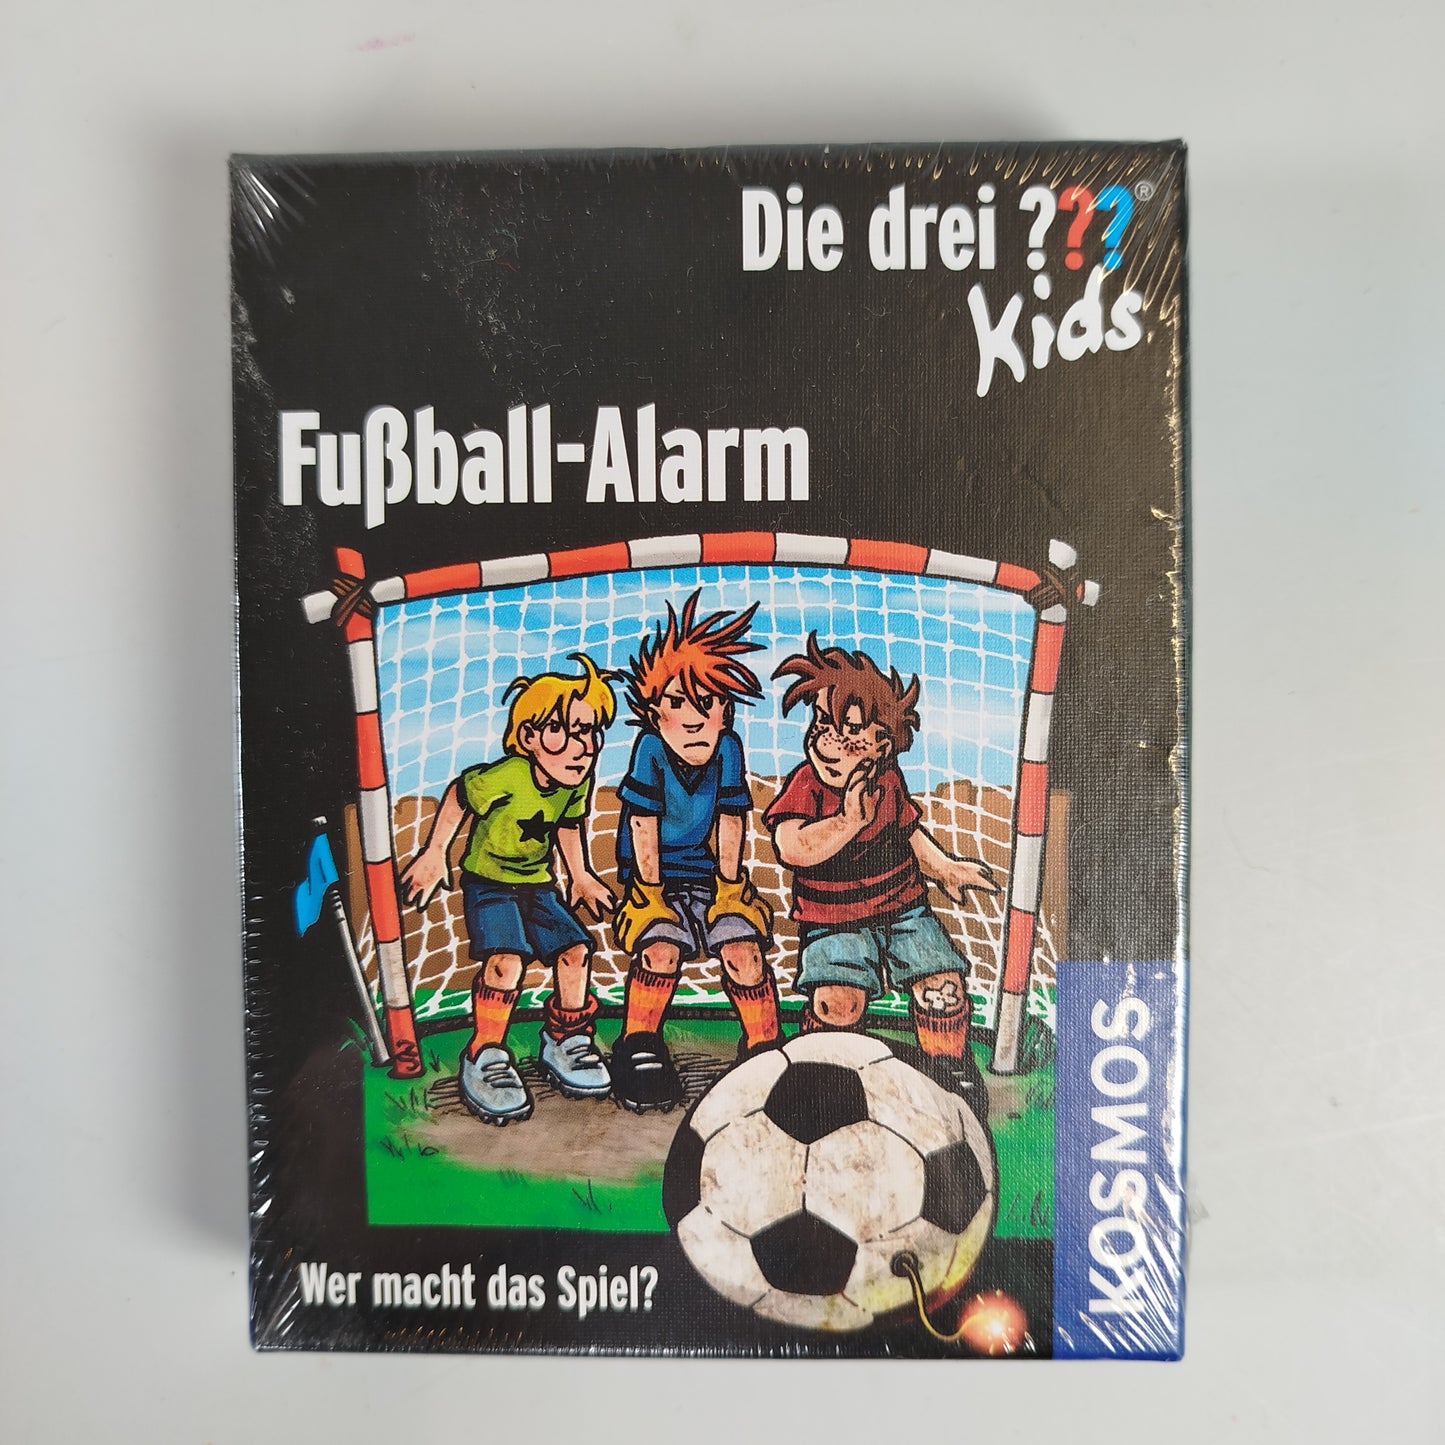 Die drei ???®
Kids
Fußball-Alarm
Wer macht das Spiel?
KOSMOS